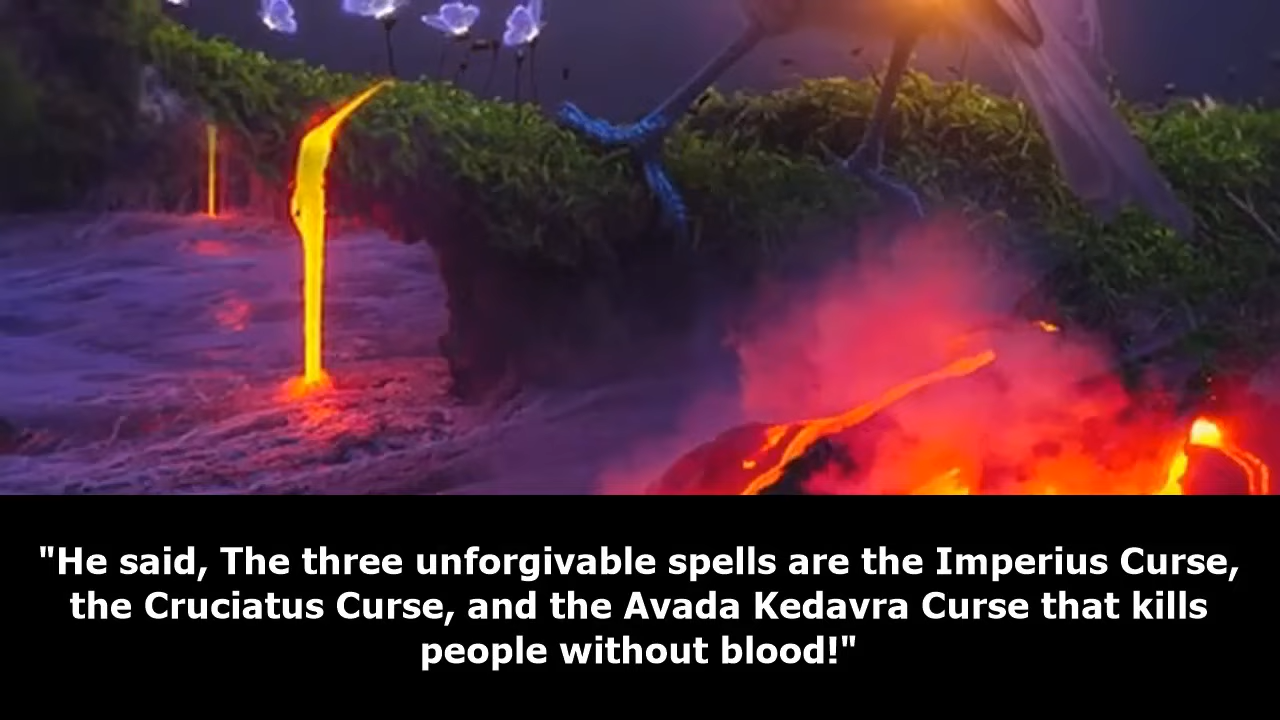 "He said, The three unforgivable spells are the Imperius Curse,
the Cruciatus Curse, and the Avada Kedavra Curse that kills
people without blood!"